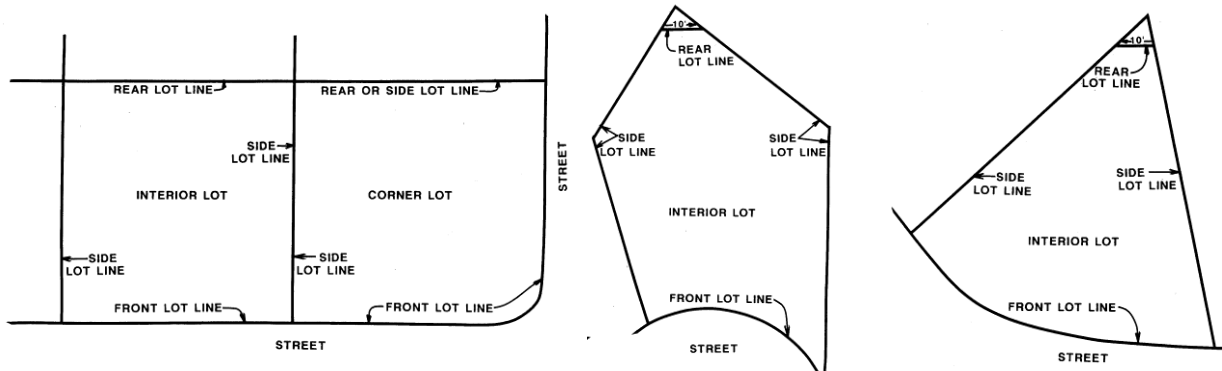 REAR LOT LINE
REAR OR SIDE LOT LINE
SIDE
LOT LINE
INTERIOR LOT
CORNER LOT
STREET
SIDE
LOT LINE
SIDE
LOT LINE
FRONT LOT LINE
FRONT LOT LINE
STREET
10'
REAR
LOT LINE
SIDE
LOT LINE
SIDE
LOT LINE
INTERIOR LOT
FRONT
LOT LINE
STREET
10'
REAR
LOT LINE
SIDE
LOT LINE
SIDE
LOT LINE
INTERIOR LOT
FRONT
LOT LINE
STREET